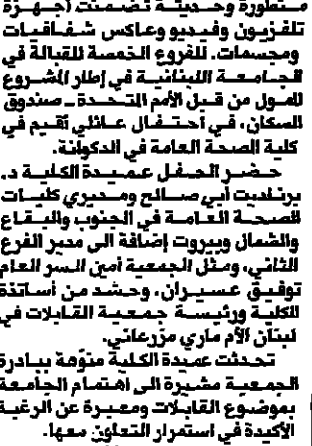 متطورة وحديثة تضمنت أجهزة
تلفزيون وفيديو وعاكس شفافيات
ومجسمات. للفروع الخمسة للقبالة في
الجامعة اللبنانية في إطار المشروع
الممول من قبل الأمم المتحدة ـ صندوق
السكان، في أحتفال عائلي أقيم في
كلية الصحة العامة في الدكوانة.
حضر الحفل عميدة الكلية د.
برناديت أبي صالح ومديري كليات
الصحة العامة في الجنوب والبقاع
والشمال وبيروت إضافة الى مدير الفرع
الثاني، ومثل الجمعية أمين السر العام
توفيق عسيران، وحشد من أساتذة
الكلية ورئيسة جمعية القابلات في
لبنان الأم ماري مزرعاني.
تحدثت عميدة الكلية منوهة بيادرة
الجمعية مشيرة الى اهتمام الجامعة
بموضوع القابلات ومعبرة عن الرغبة
الأكيدة في استمرار التعاون معها.